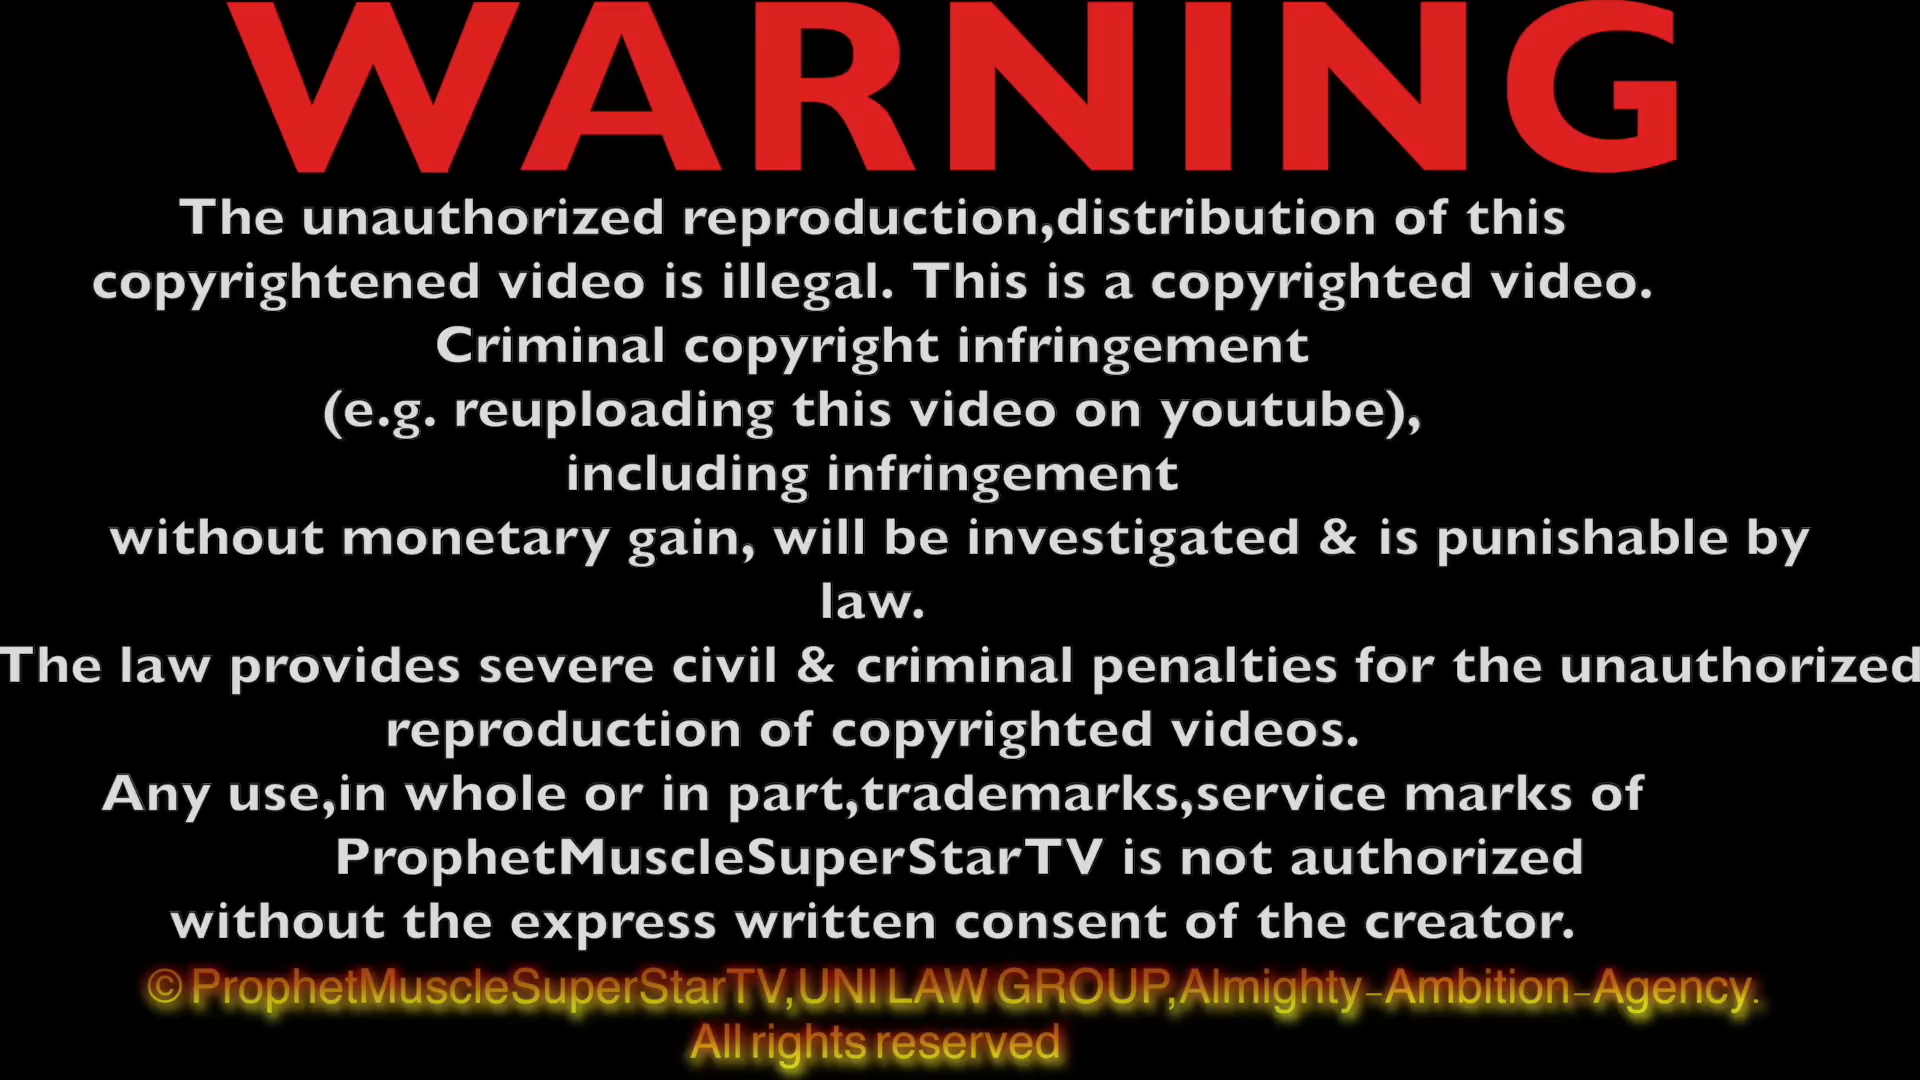 WARNING
The unauthorized reproduction,distribution of this
copyrightened video is illegal. This is a copyrighted video.
Criminal copyright infringement
(e.g. reuploading this video on youtube),
including infringement
without monetary gain, will be investigated & is punishable by
law.
The law provides severe civil & criminal penalties for the unauthorized
reproduction of copyrighted videos.
Any use,in whole or in part,trademarks,service marks of
ProphetMuscleSuperStarTV is not authorized
without the express written consent of the creator.
© ProphetMuscleSuperStarTV,UNI LAW GROUP,Almighty-Ambition-Agency.
All rights reserved